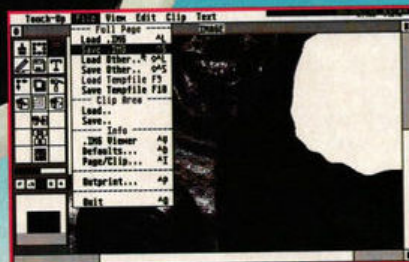 Touch-Up File View Edit Clip Text
IMAGE
Full Page
Load .IMG ^L
Save .IMG ^S
Load Other.. ◇^L
Save Other.. ◇^S
Load Tempfile F9
Save Tempfile F10
Clip Area
Load..
Save..
Info
.IMG Viewer
Defaults... ^D
Page/Clip... ^I
Outprint... ^P
Quit ^Q
T